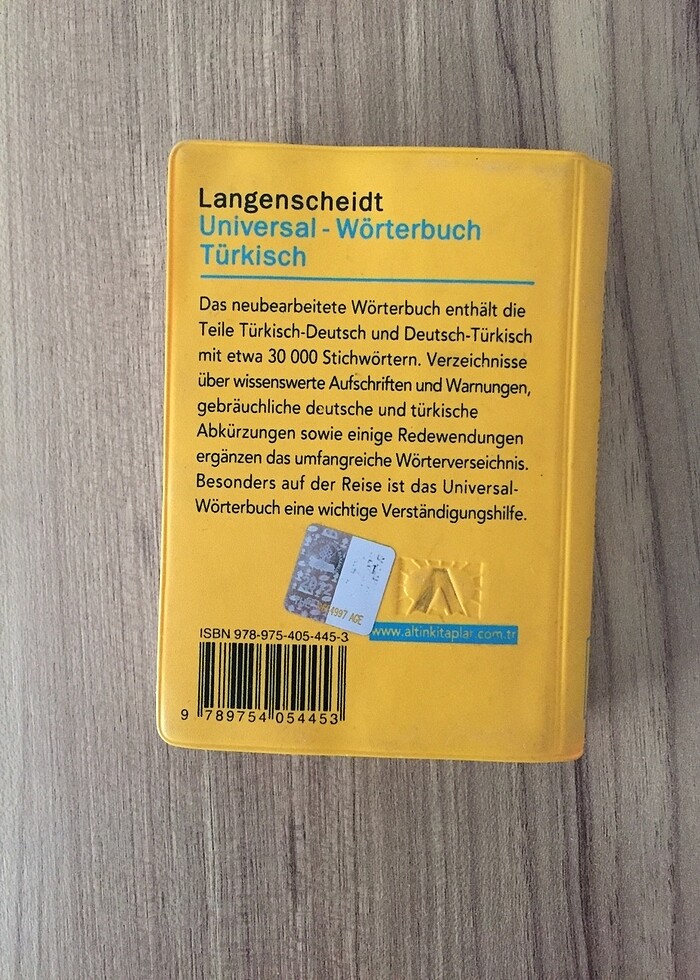 Langenscheidt
Universal - Wörterbuch
Türkisch
Das neubearbeitete Wörterbuch enthält die
Teile Türkisch-Deutsch und Deutsch-Türkisch
mit etwa 30 000 Stichwörtern. Verzeichnisse
über wissenswerte Aufschriften und Warnungen,
gebräuchliche deutsche und türkische
Abkürzungen sowie einige Redewendungen
ergänzen das umfangreiche Wörterverseichnis.
Besonders auf der Reise ist das Universal-
Wörterbuch eine wichtige Verständigungshilfe.
2012
1997 AGE
www.altinkitaplar.com.tr
ISBN 978-975-405-445-3
9 789754 054453